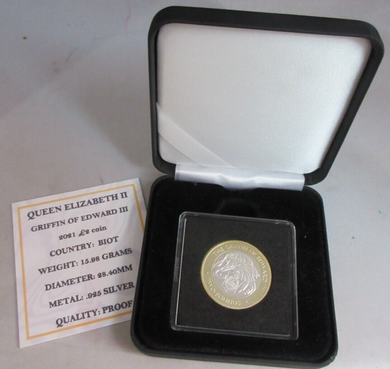 QUEEN ELIZABETH II
GRIFFIN OF EDWARD III
2021 £2 coin
COUNTRY: BIOT
WEIGHT: 15.98 GRAMS
DIAMETER: 28.40MM
METAL: .925 SILVER
QUALITY: PROOF